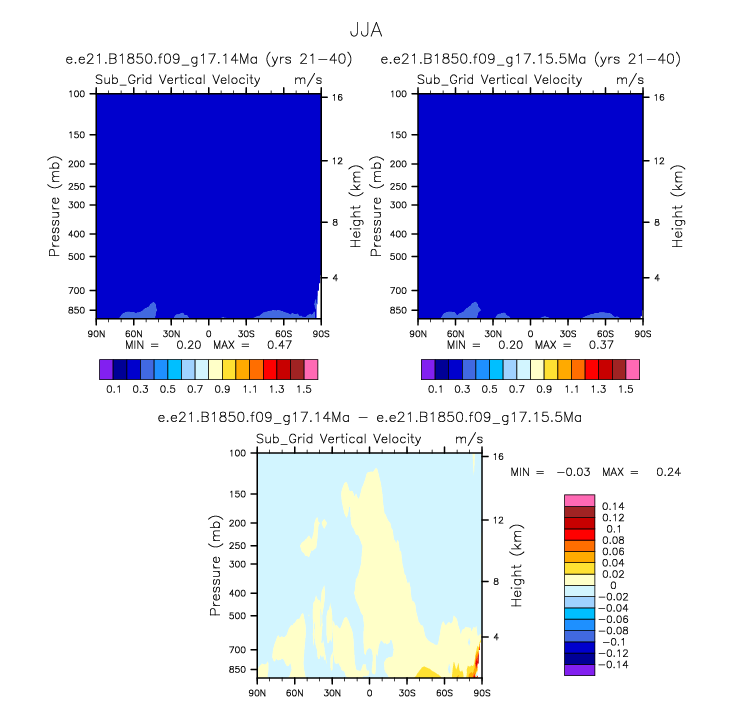 JJA
e.e21.B1850.f09_g17.14Ma (yrs 21−40) e.e21.B1850.f09_g17.15.5Ma (yrs 21−40)
Sub_Grid Vertical Velocity m/s Sub_Grid Vertical Velocity m/s
100 16 100 16
150 150
12 12
200 200
250 250
300 300
8 8
400 400
500 500
4 4
700 700
850 850
Pressure (mb) Height (km) Pressure (mb) Height (km)
90N 60N 30N 0 30S 60S 90S 90N 60N 30N 0 30S 60S 90S
MIN = 0.20 MAX = 0.47 MIN = 0.20 MAX = 0.37
0.1 0.3 0.5 0.7 0.9 1.1 1.3 1.5 0.1 0.3 0.5 0.7 0.9 1.1 1.3 1.5
e.e21.B1850.f09_g17.14Ma − e.e21.B1850.f09_g17.15.5Ma
Sub_Grid Vertical Velocity m/s
100 16
150
12
200
250
300
8
400
500
4
700
850
Pressure (mb) Height (km)
90N 60N 30N 0 30S 60S 90S
MIN = −0.03 MAX = 0.24
0.14
0.12
0.1
0.08
0.06
0.04
0.02
0
−0.02
−0.04
−0.06
−0.08
−0.1
−0.12
−0.14